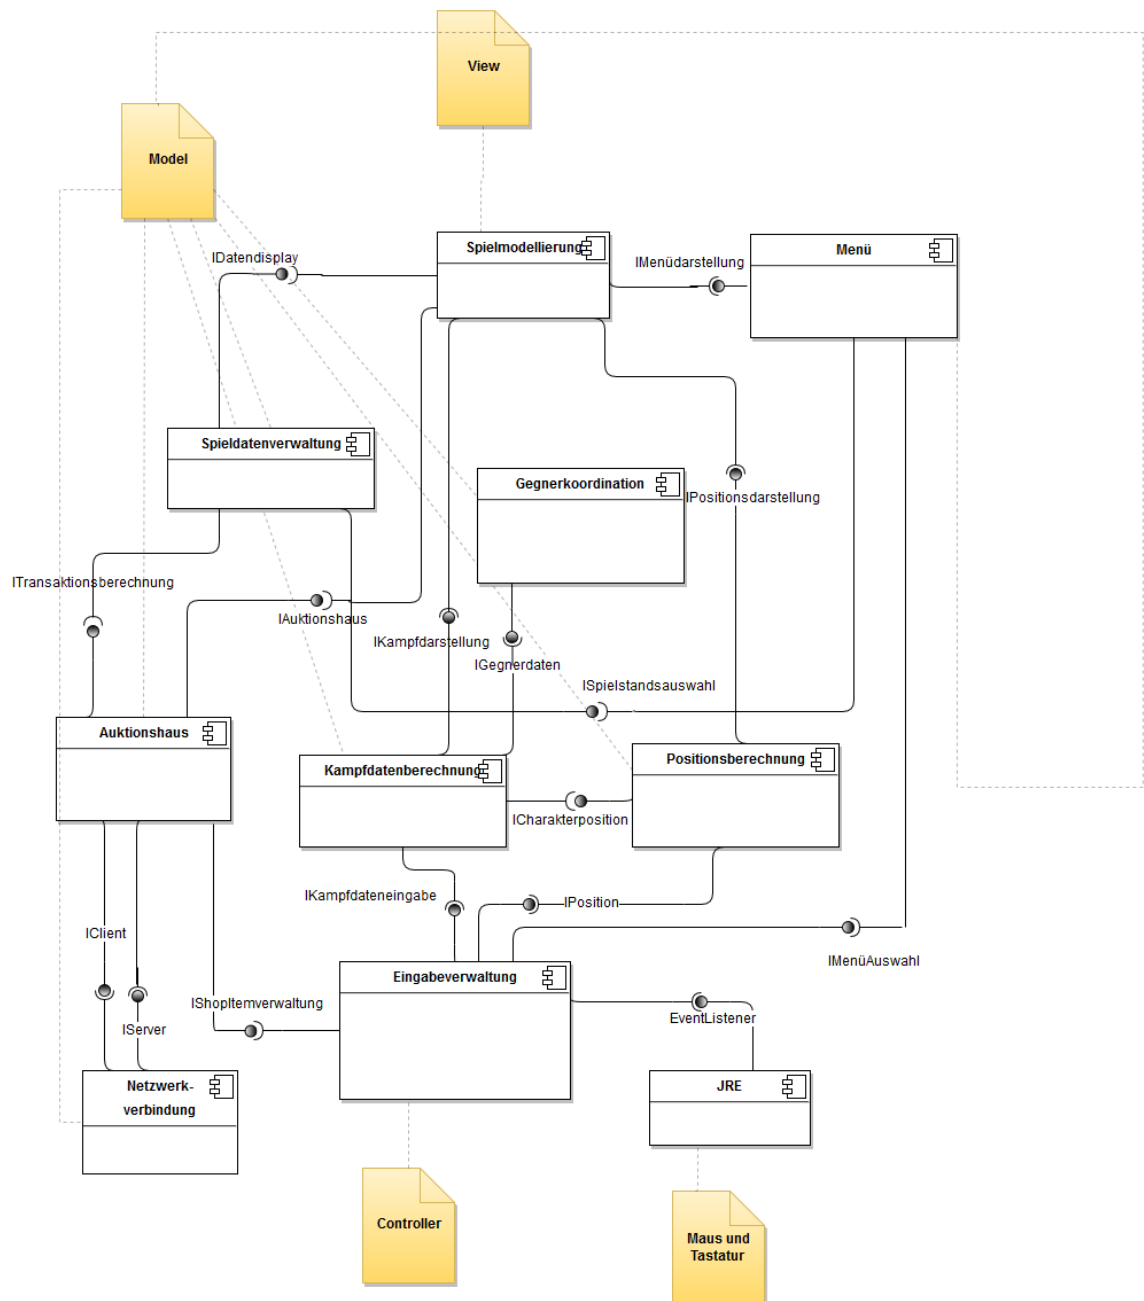 View
Model
Spielmodellierung
Menü
IDatendisplay
IMenüdarstellung
Spieldatenverwaltung
Gegnerkoordination
IPositionsdarstellung
ITransaktionsberechnung
IAuktionshaus
IKampfdarstellung
IGegnerdaten
ISpielstandsauswahl
Auktionshaus
Kampfdatenberechnung
Positionsberechnung
ICharakterposition
IKampfdateneingabe
IPosition
IClient
IMenüAuswahl
Eingabeverwaltung
IShopItemverwaltung
IServer
EventListener
Netzwerk-
verbindung
JRE
Controller
Maus und
Tastatur